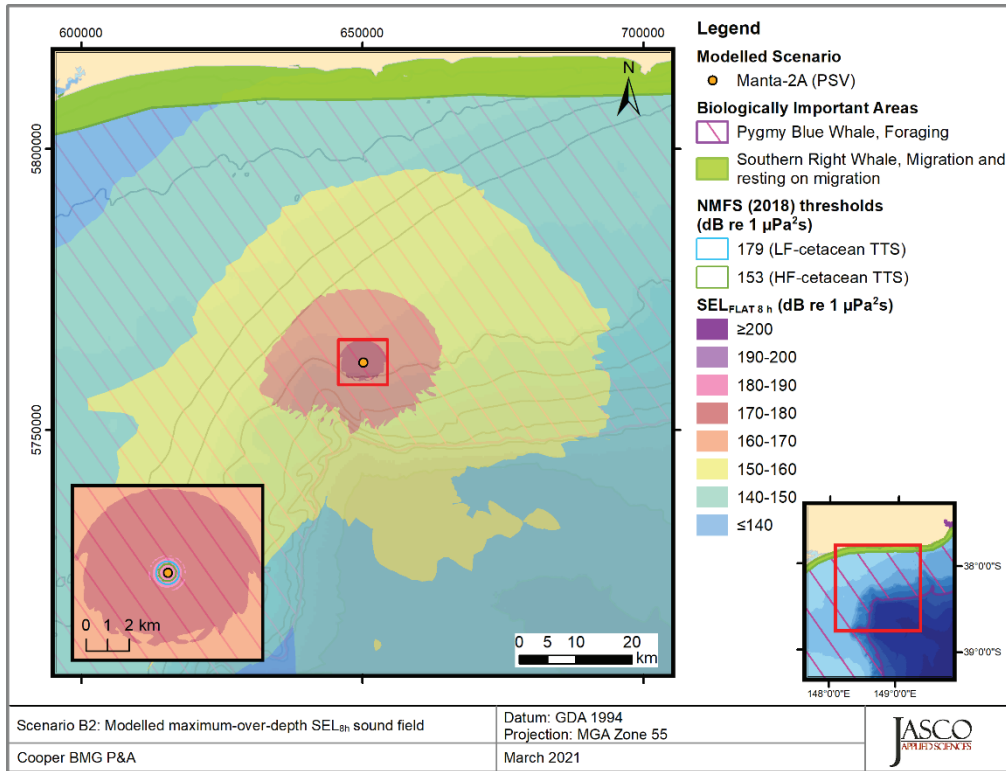 600000
650000
700000
5800000
5750000
N
0 1 2 km
0 5 10 20
km
Legend
Modelled Scenario
Manta-2A (PSV)
Biologically Important Areas
Pygmy Blue Whale, Foraging
Southern Right Whale, Migration and
resting on migration
NMFS (2018) thresholds
(dB re 1 µPa²s)
179 (LF-cetacean TTS)
153 (HF-cetacean TTS)
SEL_FLAT 8 h (dB re 1 µPa²s)
≥200
190-200
180-190
170-180
160-170
150-160
140-150
≤140
38°0'0"S
39°0'0"S
148°0'0"E
149°0'0"E
Scenario B2: Modelled maximum-over-depth SEL8h sound field
Datum: GDA 1994
Projection: MGA Zone 55
Cooper BMG P&A
March 2021
JASCO
APPLIED SCIENCES